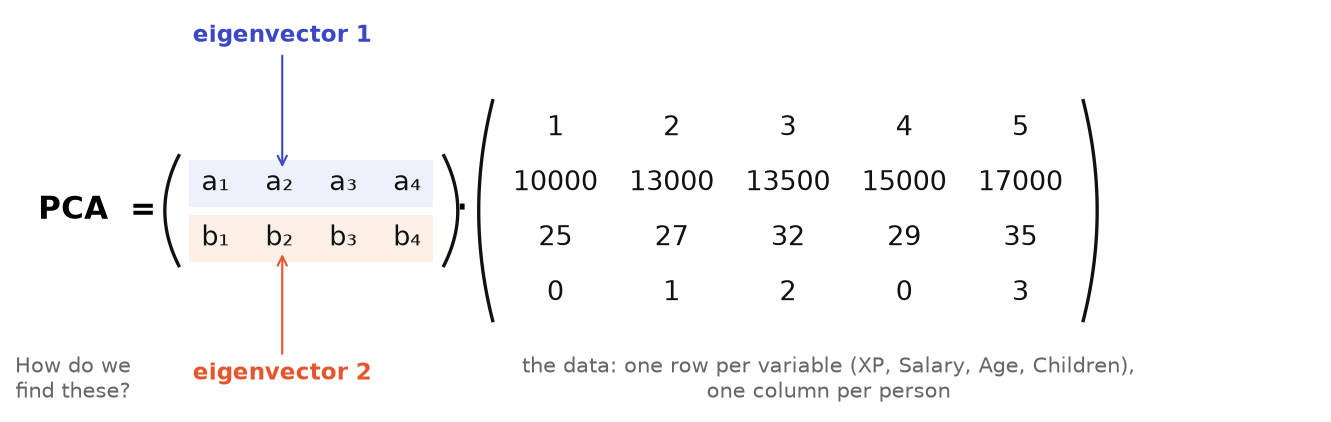 eigenvector 1
PCA = ( a₁ a₂ a₃ a₄
b₁ b₂ b₃ b₄ ) ·
1 2 3 4 5
10000 13000 13500 15000 17000
25 27 32 29 35
0 1 2 0 3
eigenvector 2
How do we
find these?
the data: one row per variable (XP, Salary, Age, Children),
one column per person